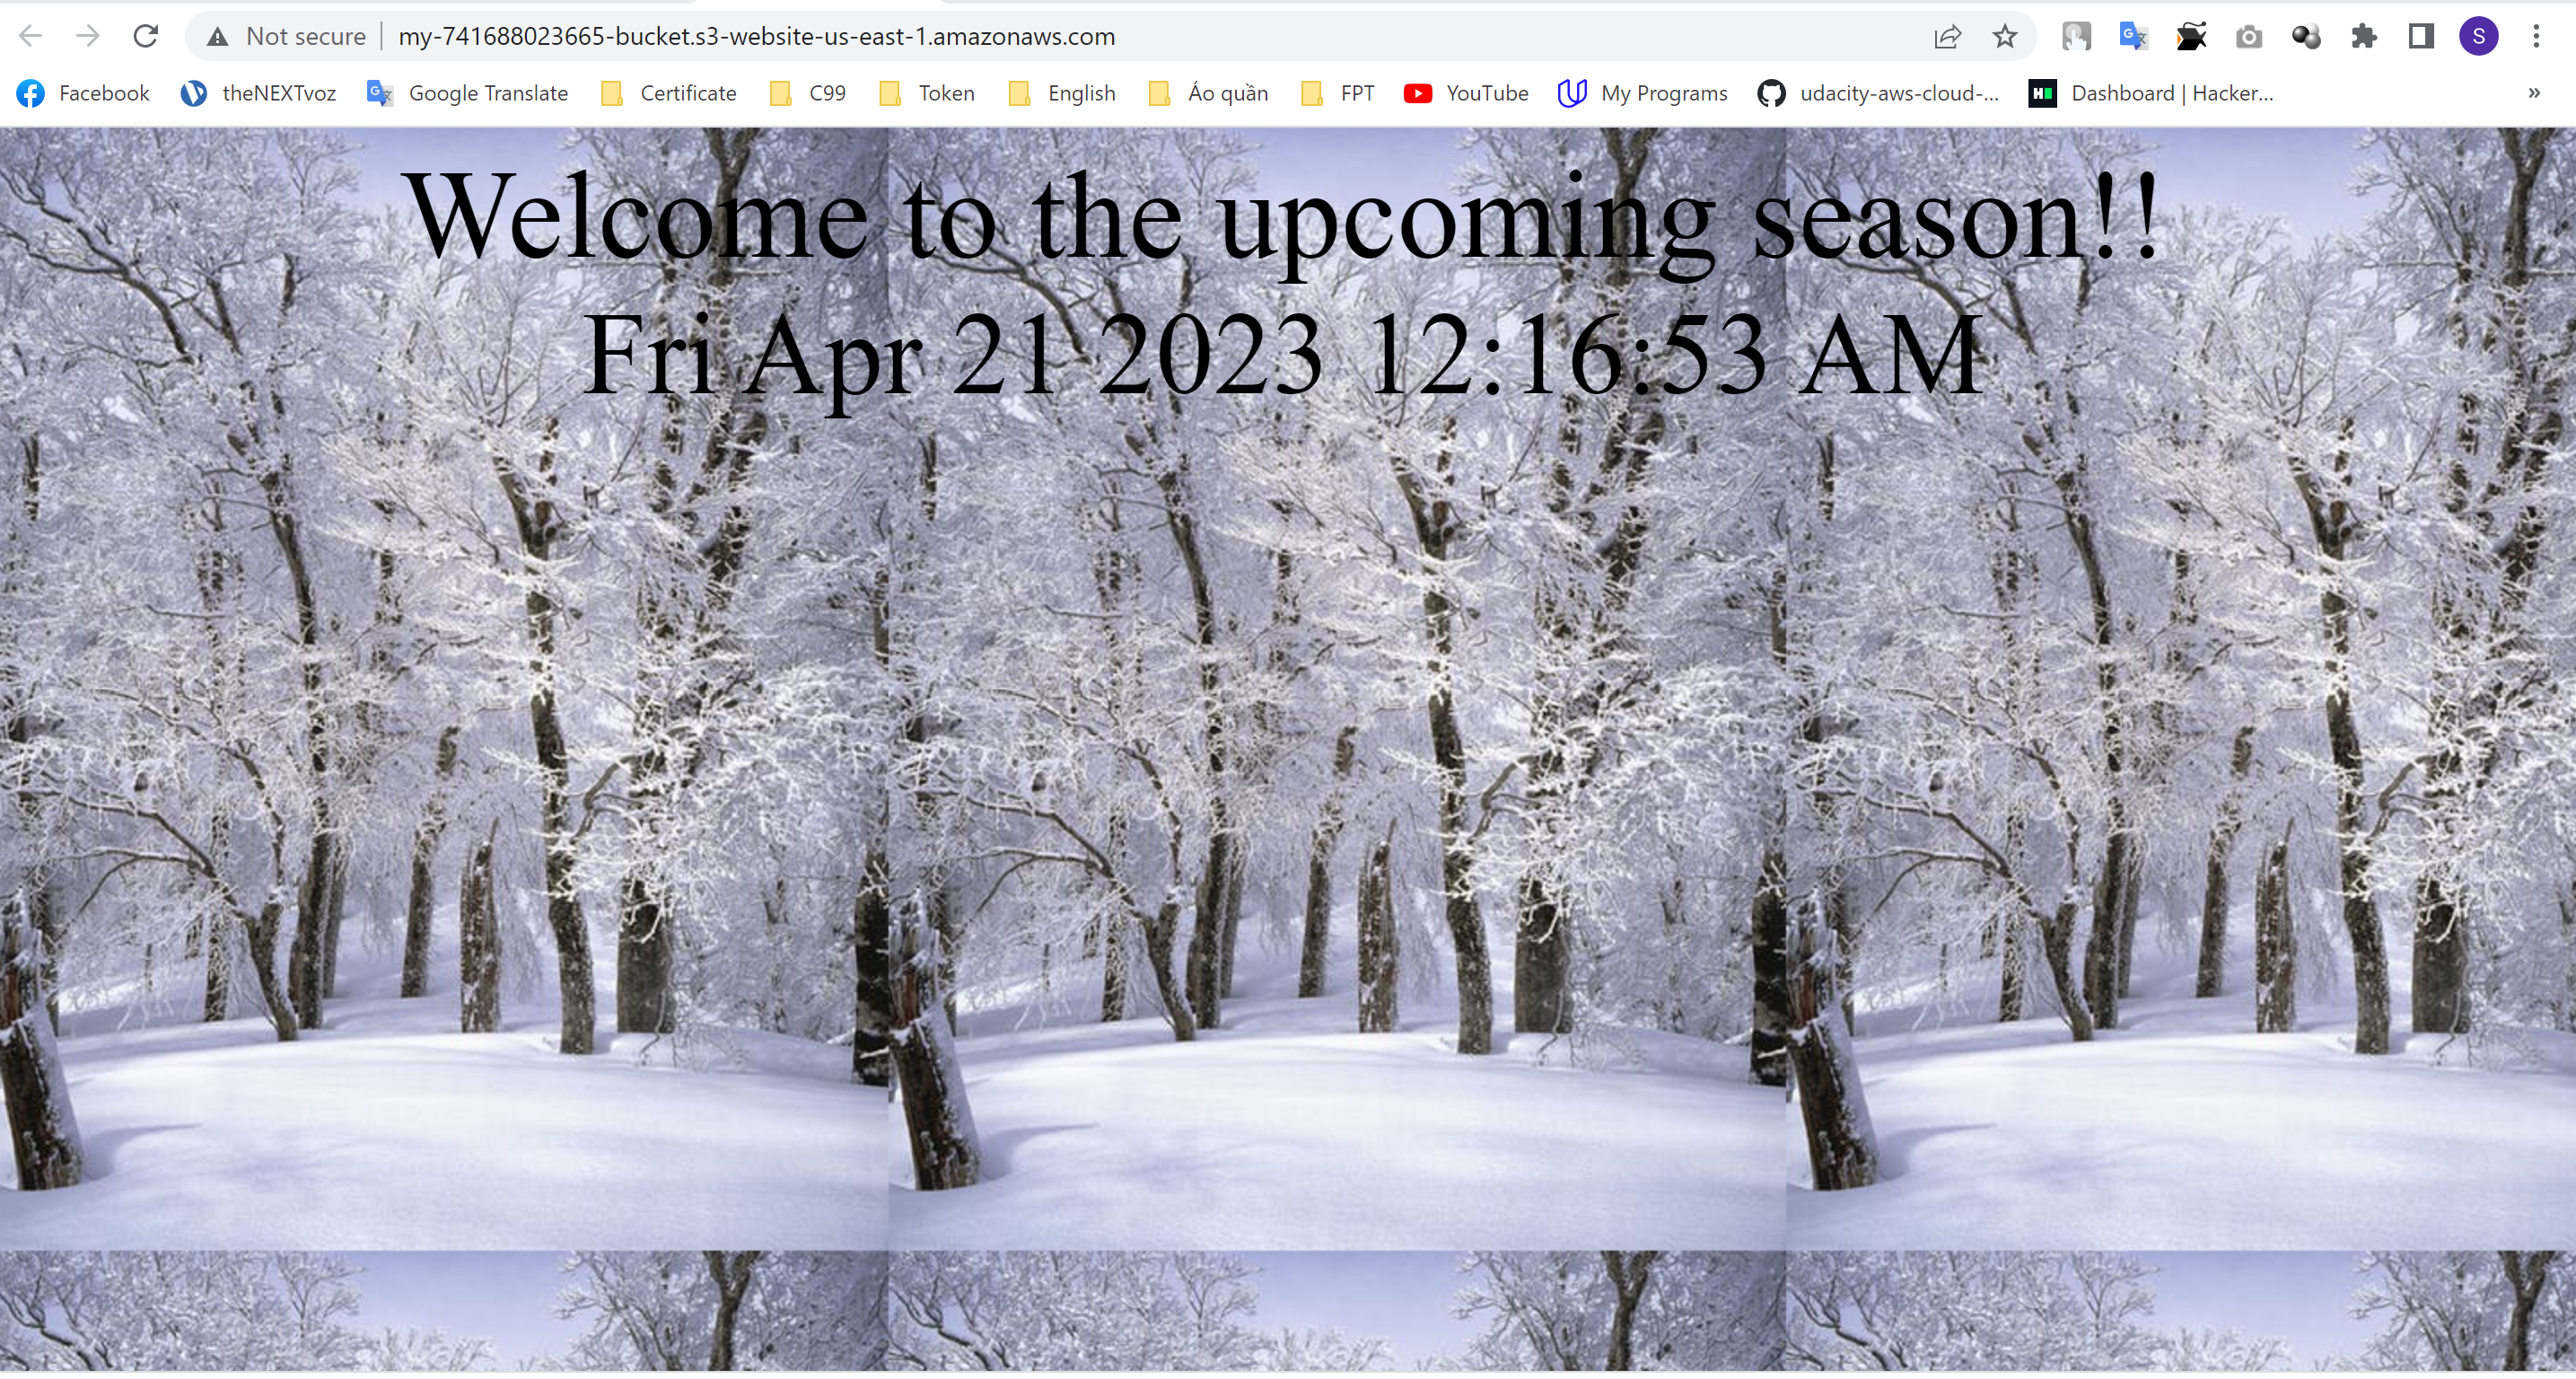 Not secure my-741688023665-bucket.s3-website-us-east-1.amazonaws.com S
Facebook theNEXTvoz Google Translate Certificate C99 Token English Áo quần FPT YouTube My Programs udacity-aws-cloud-... Dashboard | Hacker... »
Welcome to the upcoming season!!
Fri Apr 21 2023 12:16:53 AM